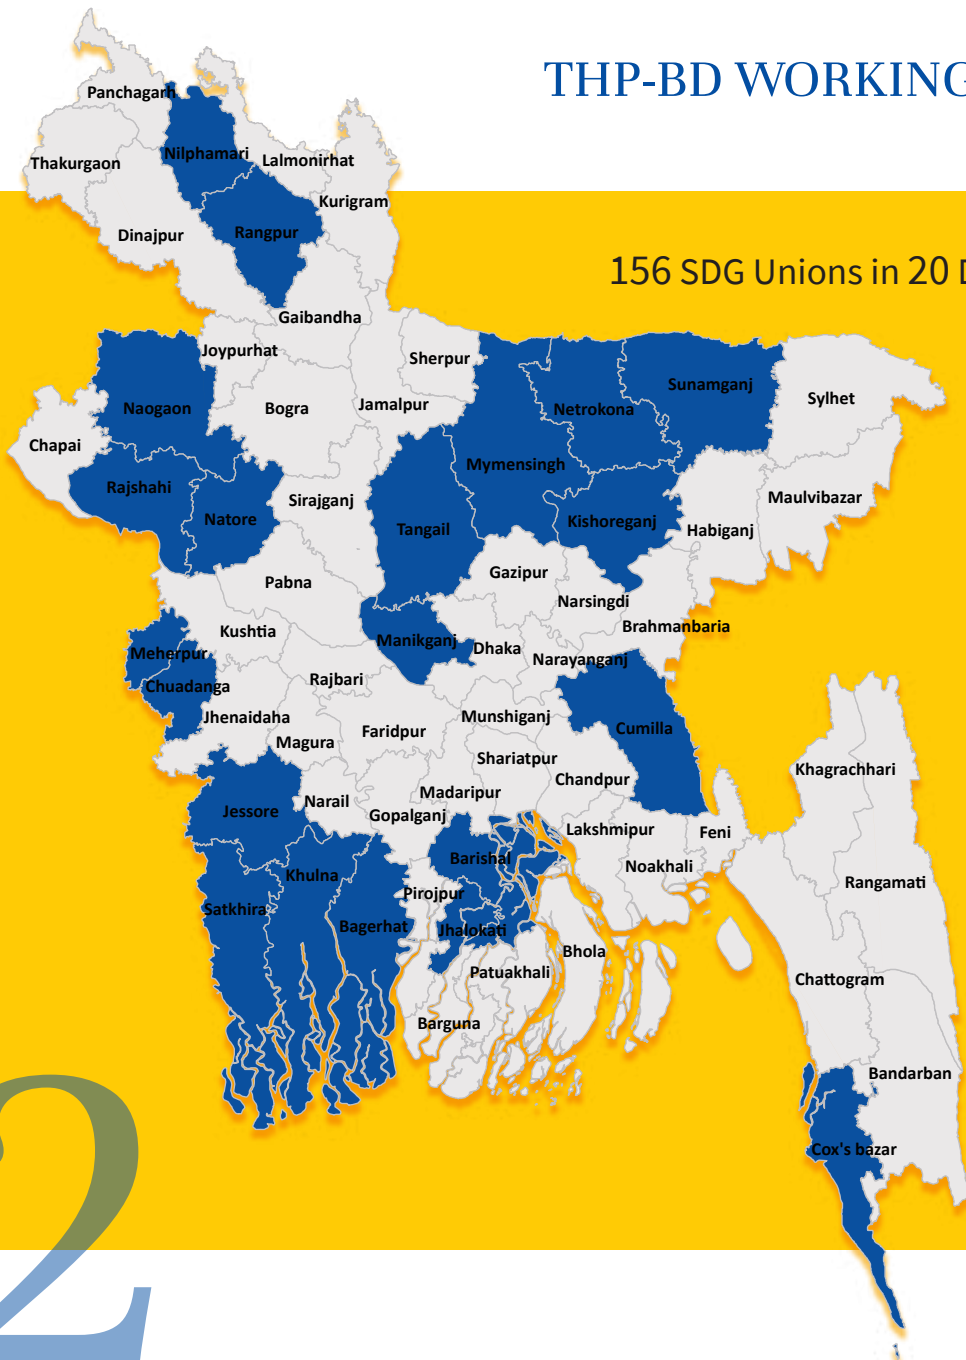 THP-BD WORKING
156 SDG Unions in 20 D
Panchagarh
Nilphamari
Thakurgaon
Lalmonirhat
Kurigram
Dinajpur
Rangpur
Gaibandha
Joypurhat
Sherpur
Sunamganj
Sylhet
Naogaon
Bogra
Jamalpur
Netrokona
Chapai
Mymensingh
Rajshahi
Sirajganj
Maulvibazar
Natore
Tangail
Kishoreganj
Habiganj
Pabna
Gazipur
Narsingdi
Kushtia
Brahmanbaria
Meherpur
Manikganj
Dhaka
Narayanganj
Chuadanga
Rajbari
Jhenaidaha
Munshiganj
Faridpur
Cumilla
Magura
Shariatpur
Khagrachhari
Chandpur
Madaripur
Narail
Jessore
Gopalganj
Lakshmipur
Feni
Barishal
Noakhali
Khulna
Rangamati
Pirojpur
Satkhira
Bagerhat
Jhalokati
Bhola
Patuakhali
Chattogram
Barguna
Bandarban
Cox's bazar
2